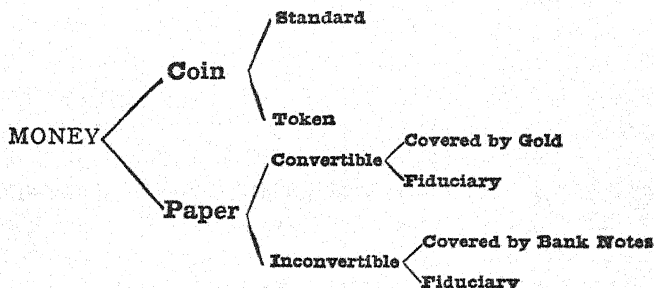 Standard
Coin
Token
MONEY
Covered by Gold
Convertible
Fiduciary
Paper
Covered by Bank Notes
Inconvertible
Fiduciary